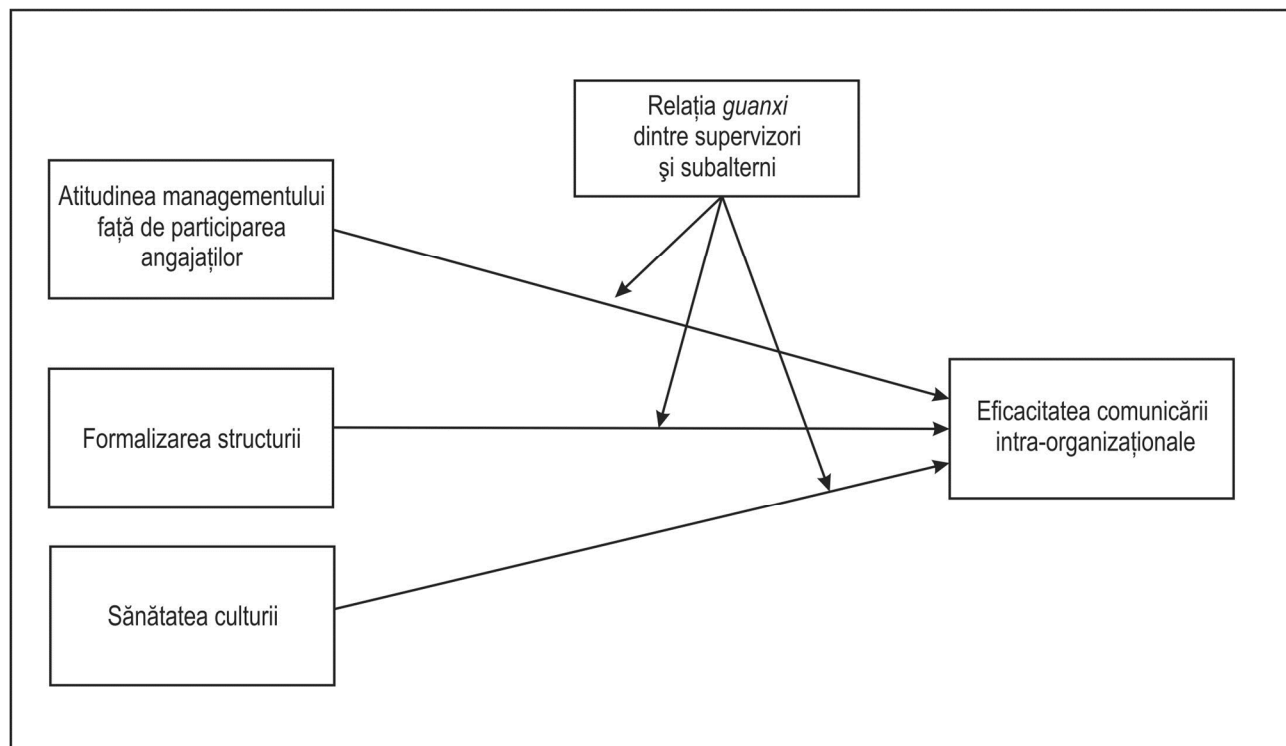 Relația guanxi
dintre supervizori
şi subalterni
Atitudinea managementului
față de participarea
angajaților
Formalizarea structurii
Eficacitatea comunicării
intra-organizaționale
Sănătatea culturii